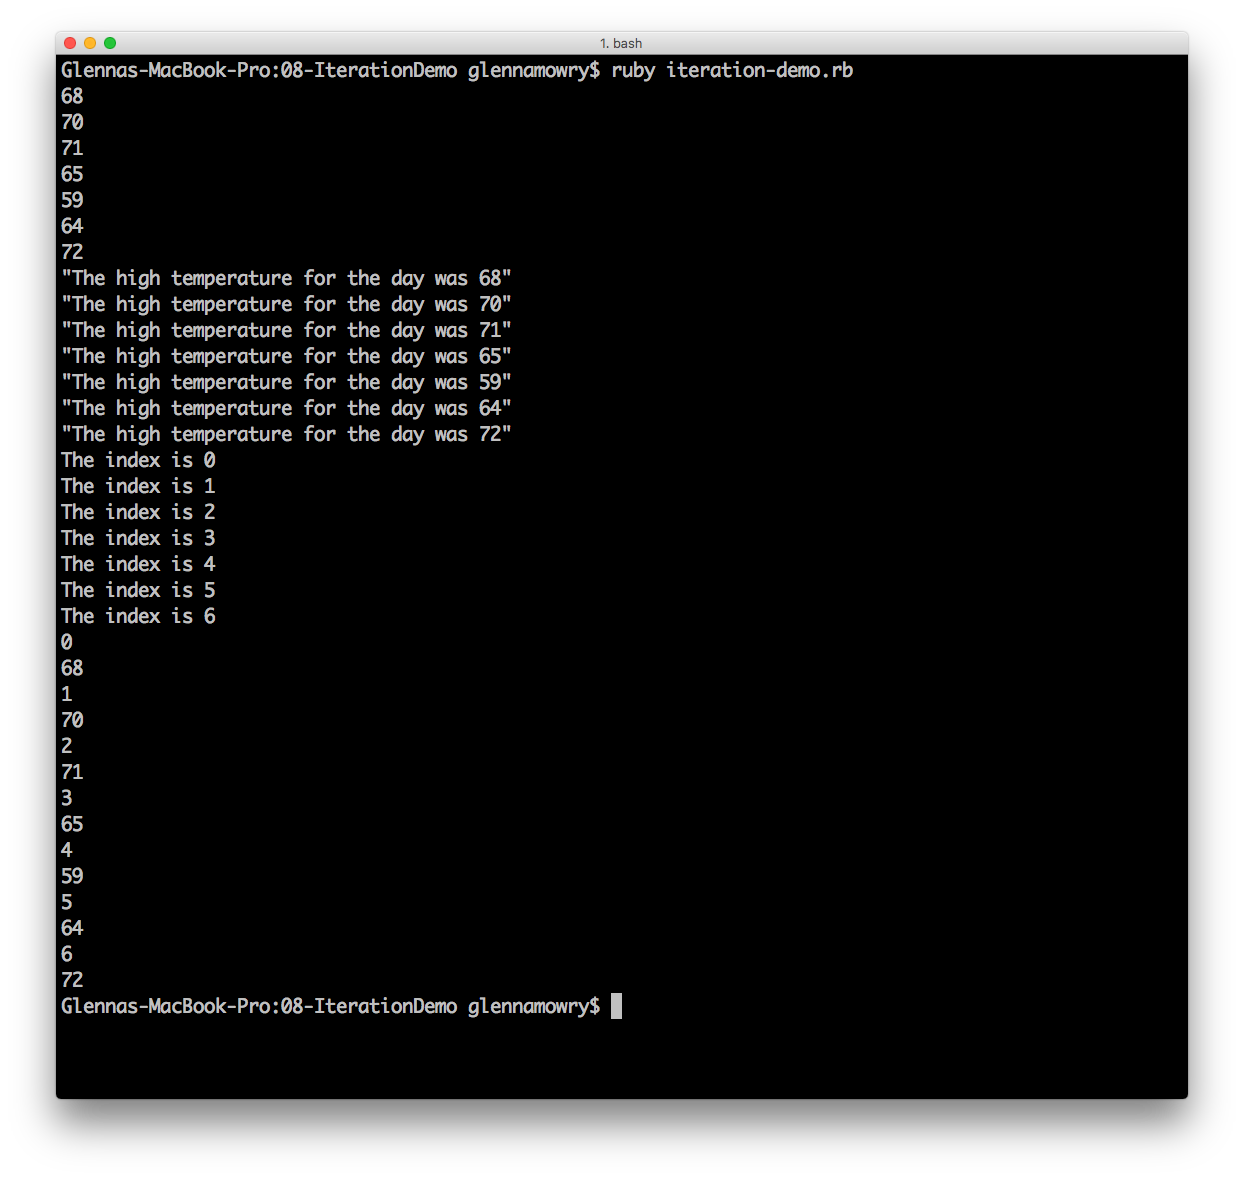 1. bash
Glennas-MacBook-Pro:08-IterationDemo glennamowry$ ruby iteration-demo.rb
68
70
71
65
59
64
72
"The high temperature for the day was 68"
"The high temperature for the day was 70"
"The high temperature for the day was 71"
"The high temperature for the day was 65"
"The high temperature for the day was 59"
"The high temperature for the day was 64"
"The high temperature for the day was 72"
The index is 0
The index is 1
The index is 2
The index is 3
The index is 4
The index is 5
The index is 6
0
68
1
70
2
71
3
65
4
59
5
64
6
72
Glennas-MacBook-Pro:08-IterationDemo glennamowry$